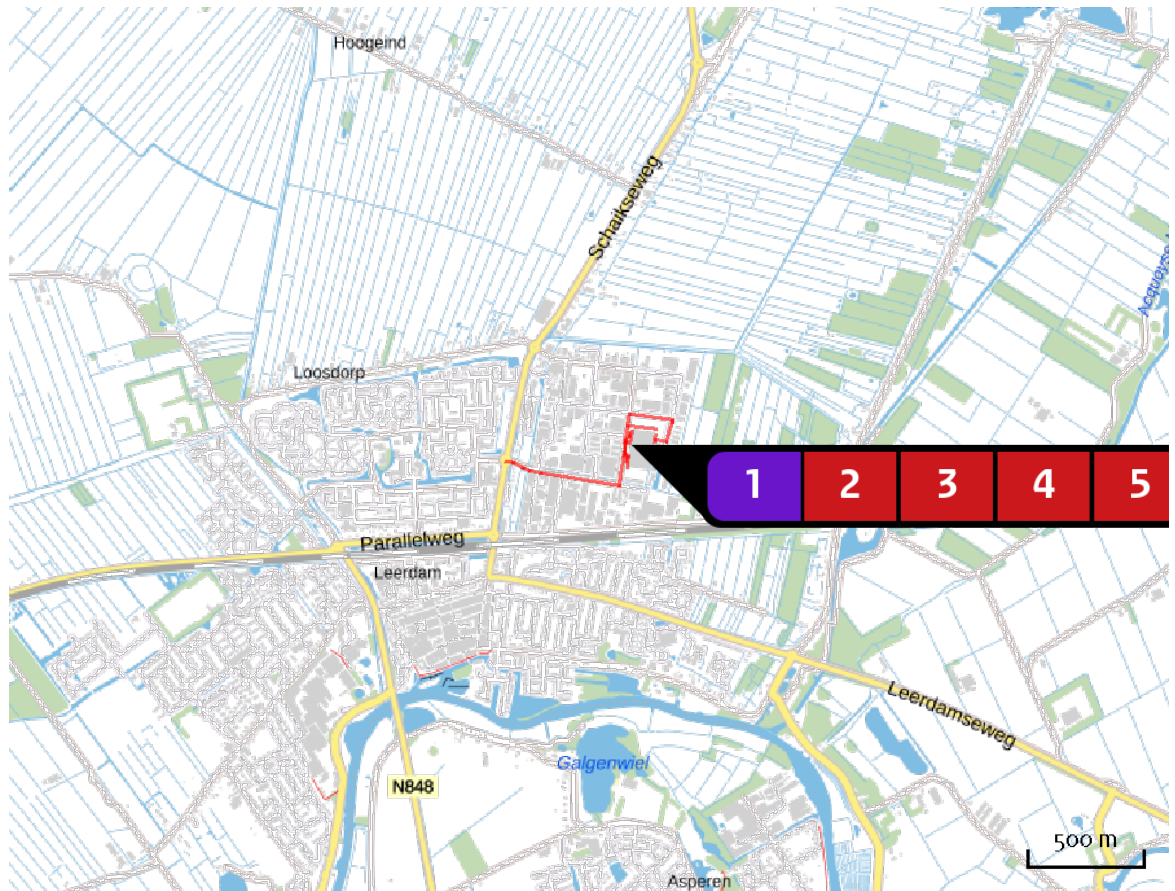 Hoogeind
Schaikseweg
Loosdorp
1 2 3 4 5
Parallelweg
Leerdam
Leerdamseweg
Galgenwiel
N848
500 m
Asperen